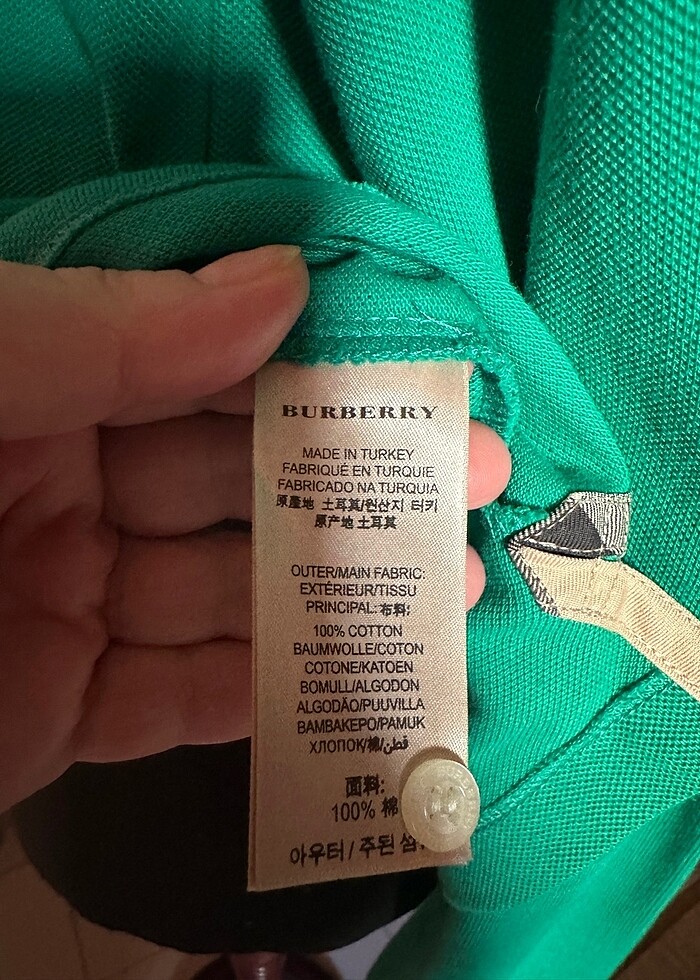 BURBERRY
MADE IN TURKEY
FABRIQUÉ EN TURQUIE
FABRICADO NA TURQUIA
原產地 土耳其/원산지 터키
原产地 土耳其
OUTER/MAIN FABRIC:
EXTÉRIEUR/TISSU
PRINCIPAL:布料:
100% COTTON
BAUMWOLLE/COTON
COTONE/KATOEN
BOMULL/ALGODON
ALGODÃO/PUUVILLA
ΒΑΜΒΑΚΕΡΟ/PAMUK
ХЛОПОК/棉/قطن
面料:
100% 棉
아우터 / 주된